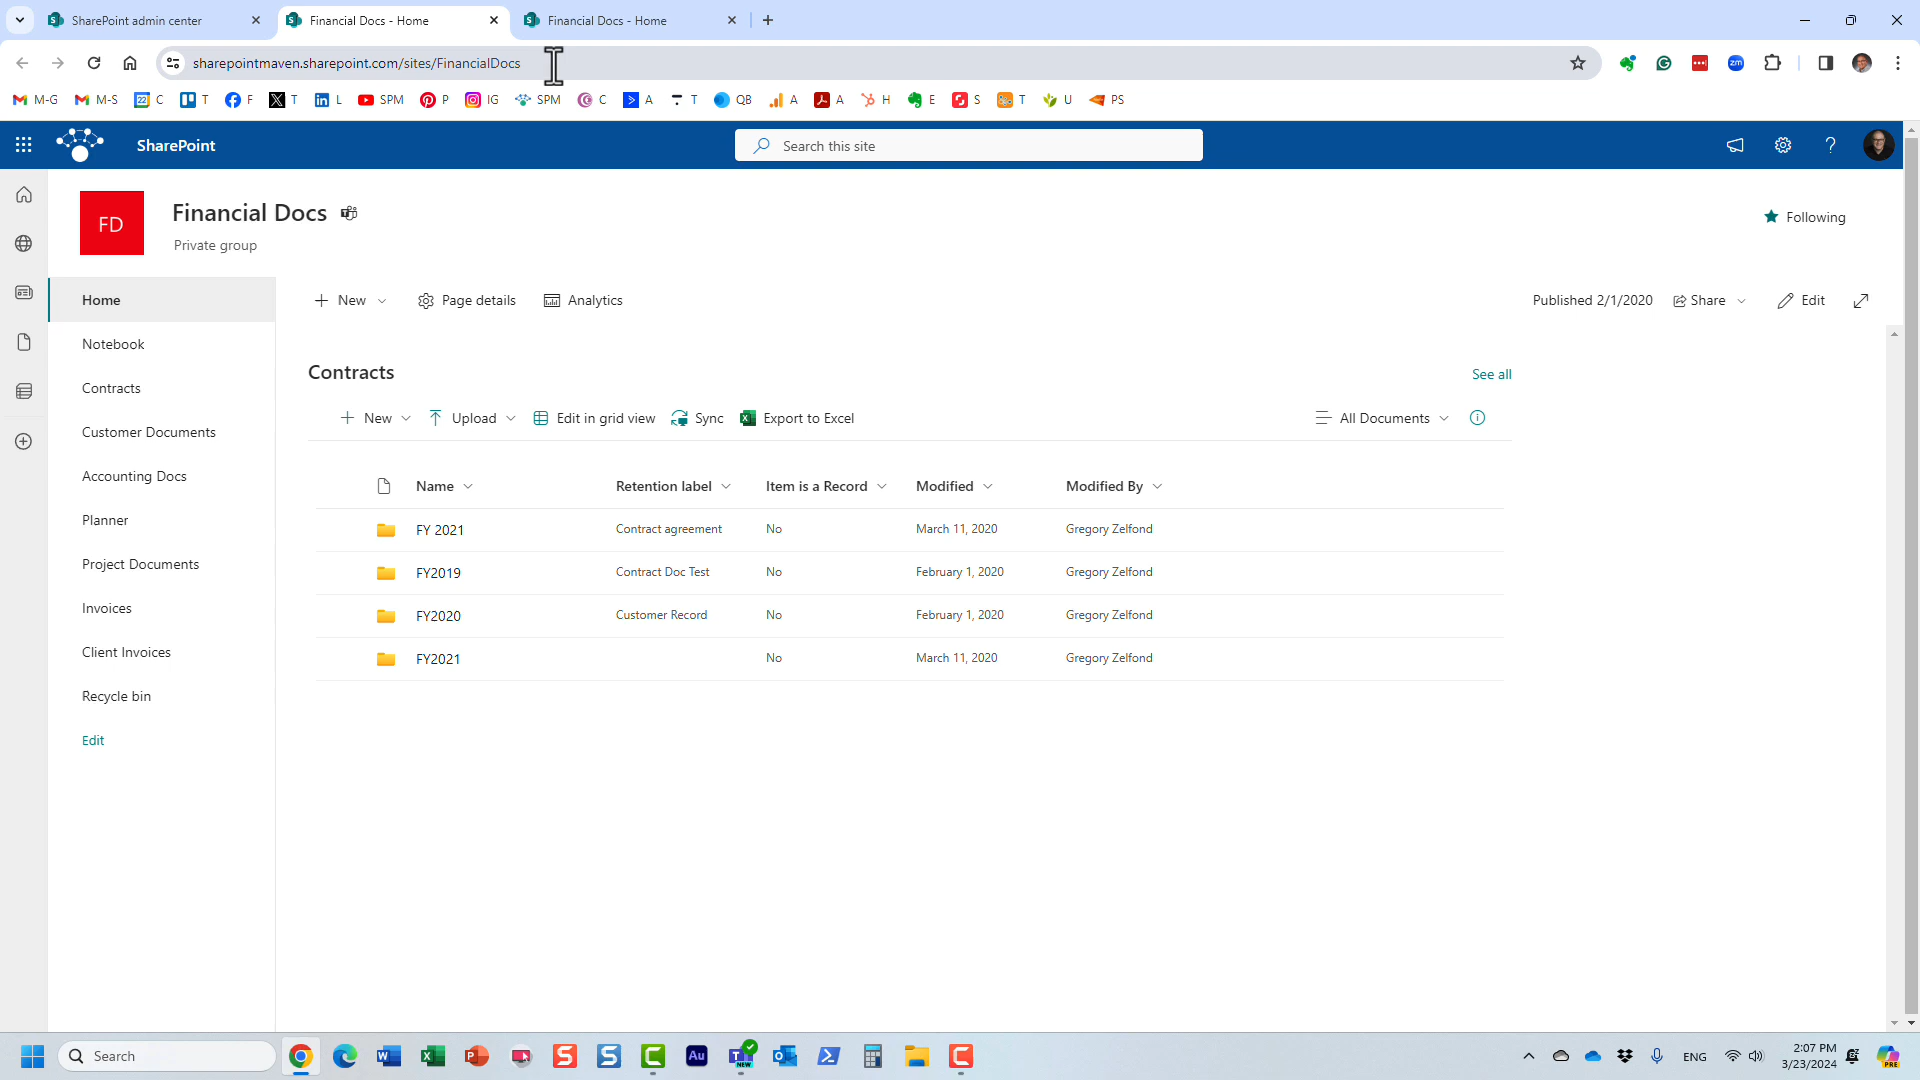 SharePoint admin center
Financial Docs - Home
Financial Docs - Home
sharepointmaven.sharepoint.com/sites/FinancialDocs
M-G M-S C T F T L SPM P IG SPM C A T QB A A H E S T U PS
SharePoint
Search this site
FD
Financial Docs
Private group
Following
Home
Notebook
Contracts
Customer Documents
Accounting Docs
Planner
Project Documents
Invoices
Client Invoices
Recycle bin
Edit
New Page details Analytics
Published 2/1/2020 Share Edit
Contracts
See all
New Upload Edit in grid view Sync Export to Excel All Documents
Name Retention label Item is a Record Modified Modified By
FY 2021 Contract agreement No March 11, 2020 Gregory Zelfond
FY2019 Contract Doc Test No February 1, 2020 Gregory Zelfond
FY2020 Customer Record No February 1, 2020 Gregory Zelfond
FY2021 No March 11, 2020 Gregory Zelfond
Search
ENG
2:07 PM
3/23/2024